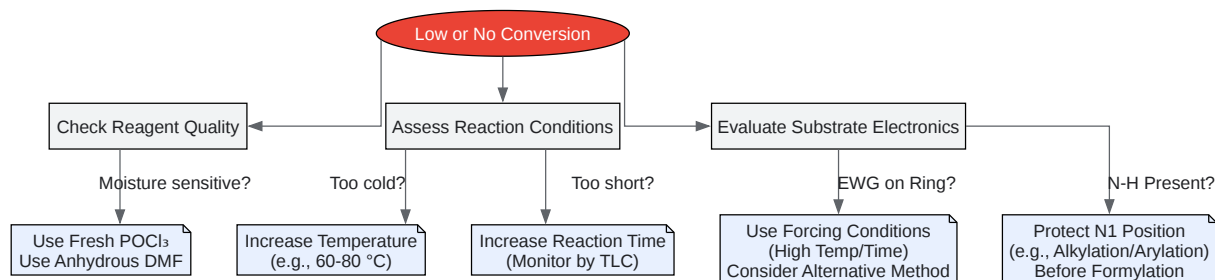 Low or No Conversion
Check Reagent Quality
Assess Reaction Conditions
Evaluate Substrate Electronics
Moisture sensitive?
Too cold?
Too short?
EWG on Ring?
N-H Present?
Use Fresh POCl₃
Use Anhydrous DMF
Increase Temperature
(e.g., 60-80 °C)
Increase Reaction Time
(Monitor by TLC)
Use Forcing Conditions
(High Temp/Time)
Consider Alternative Method
Protect N1 Position
(e.g., Alkylation/Arylation)
Before Formylation